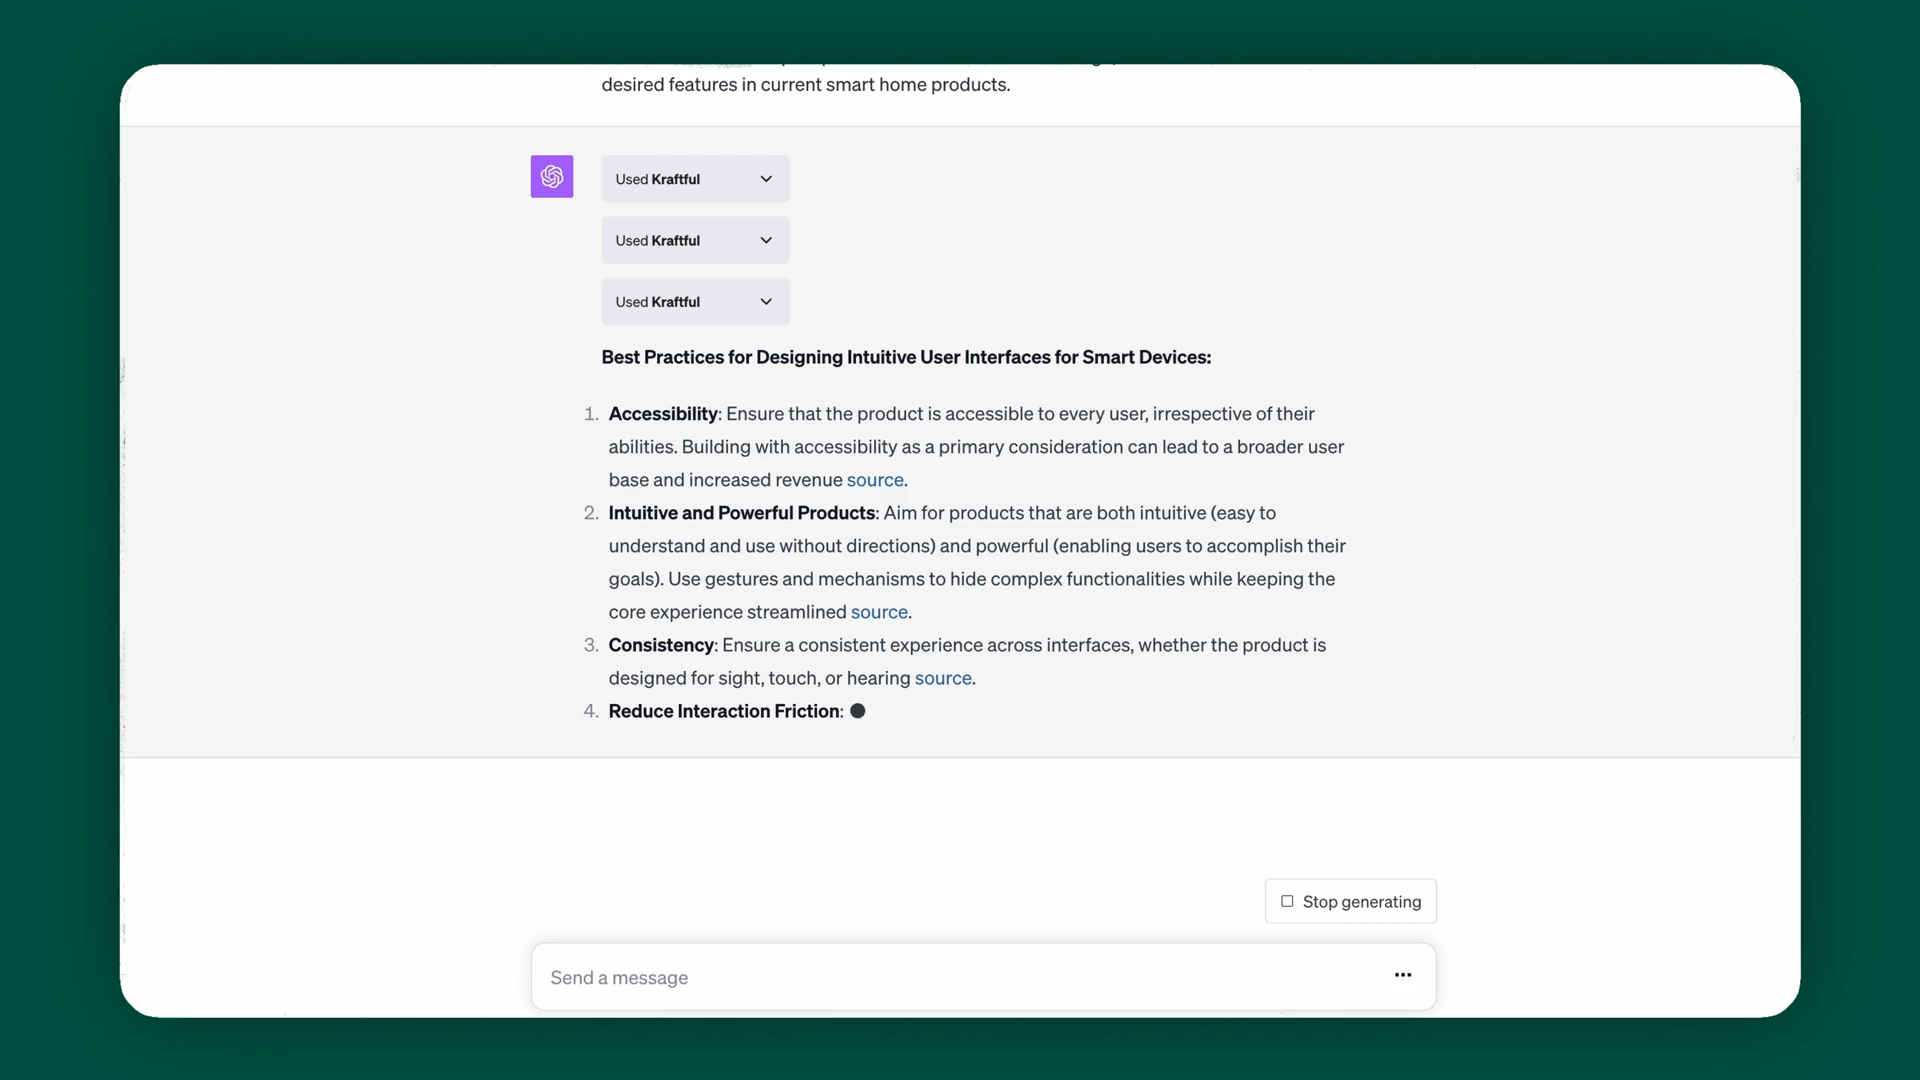 desired features in current smart home products.
Used Kraftful
Used Kraftful
Used Kraftful
Best Practices for Designing Intuitive User Interfaces for Smart Devices:
1. Accessibility: Ensure that the product is accessible to every user, irrespective of their
abilities. Building with accessibility as a primary consideration can lead to a broader user
base and increased revenue source.
2. Intuitive and Powerful Products: Aim for products that are both intuitive (easy to
understand and use without directions) and powerful (enabling users to accomplish their
goals). Use gestures and mechanisms to hide complex functionalities while keeping the
core experience streamlined source.
3. Consistency: Ensure a consistent experience across interfaces, whether the product is
designed for sight, touch, or hearing source.
4. Reduce Interaction Friction:
Stop generating
Send a message